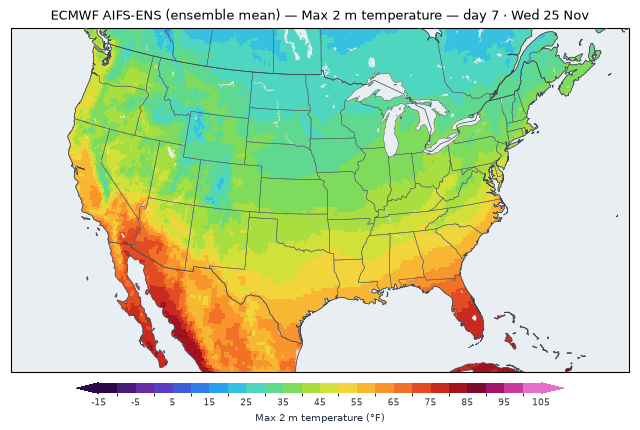 ECMWF AIFS-ENS (ensemble mean) — Max 2 m temperature — day 7 · Wed 25 Nov
-15 -5 5 15 25 35 45 55 65 75 85 95 105
Max 2 m temperature (°F)